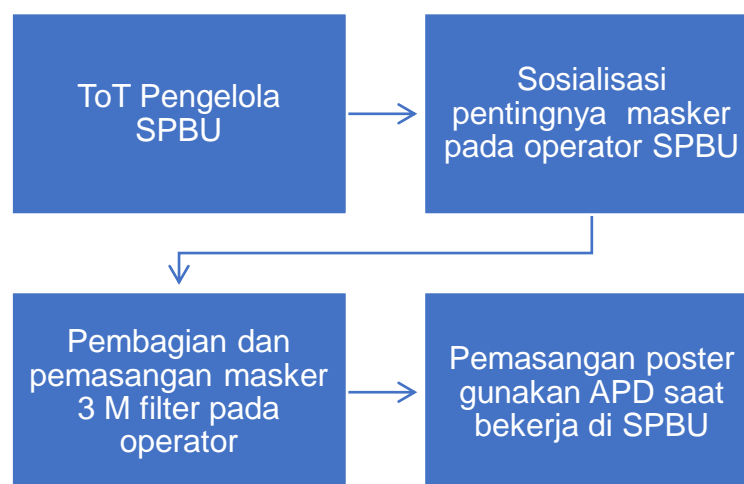 ToT Pengelola
SPBU
Sosialisasi
pentingnya masker
pada operator SPBU
Pembagian dan
pemasangan masker
3 M filter pada
operator
Pemasangan poster
gunakan APD saat
bekerja di SPBU